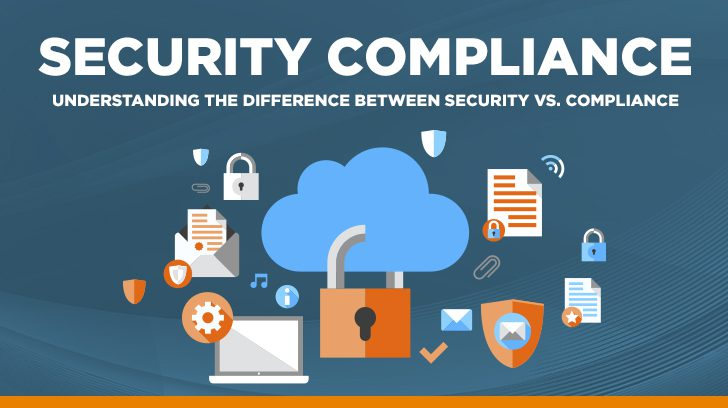 SECURITY COMPLIANCE
UNDERSTANDING THE DIFFERENCE BETWEEN SECURITY VS. COMPLIANCE